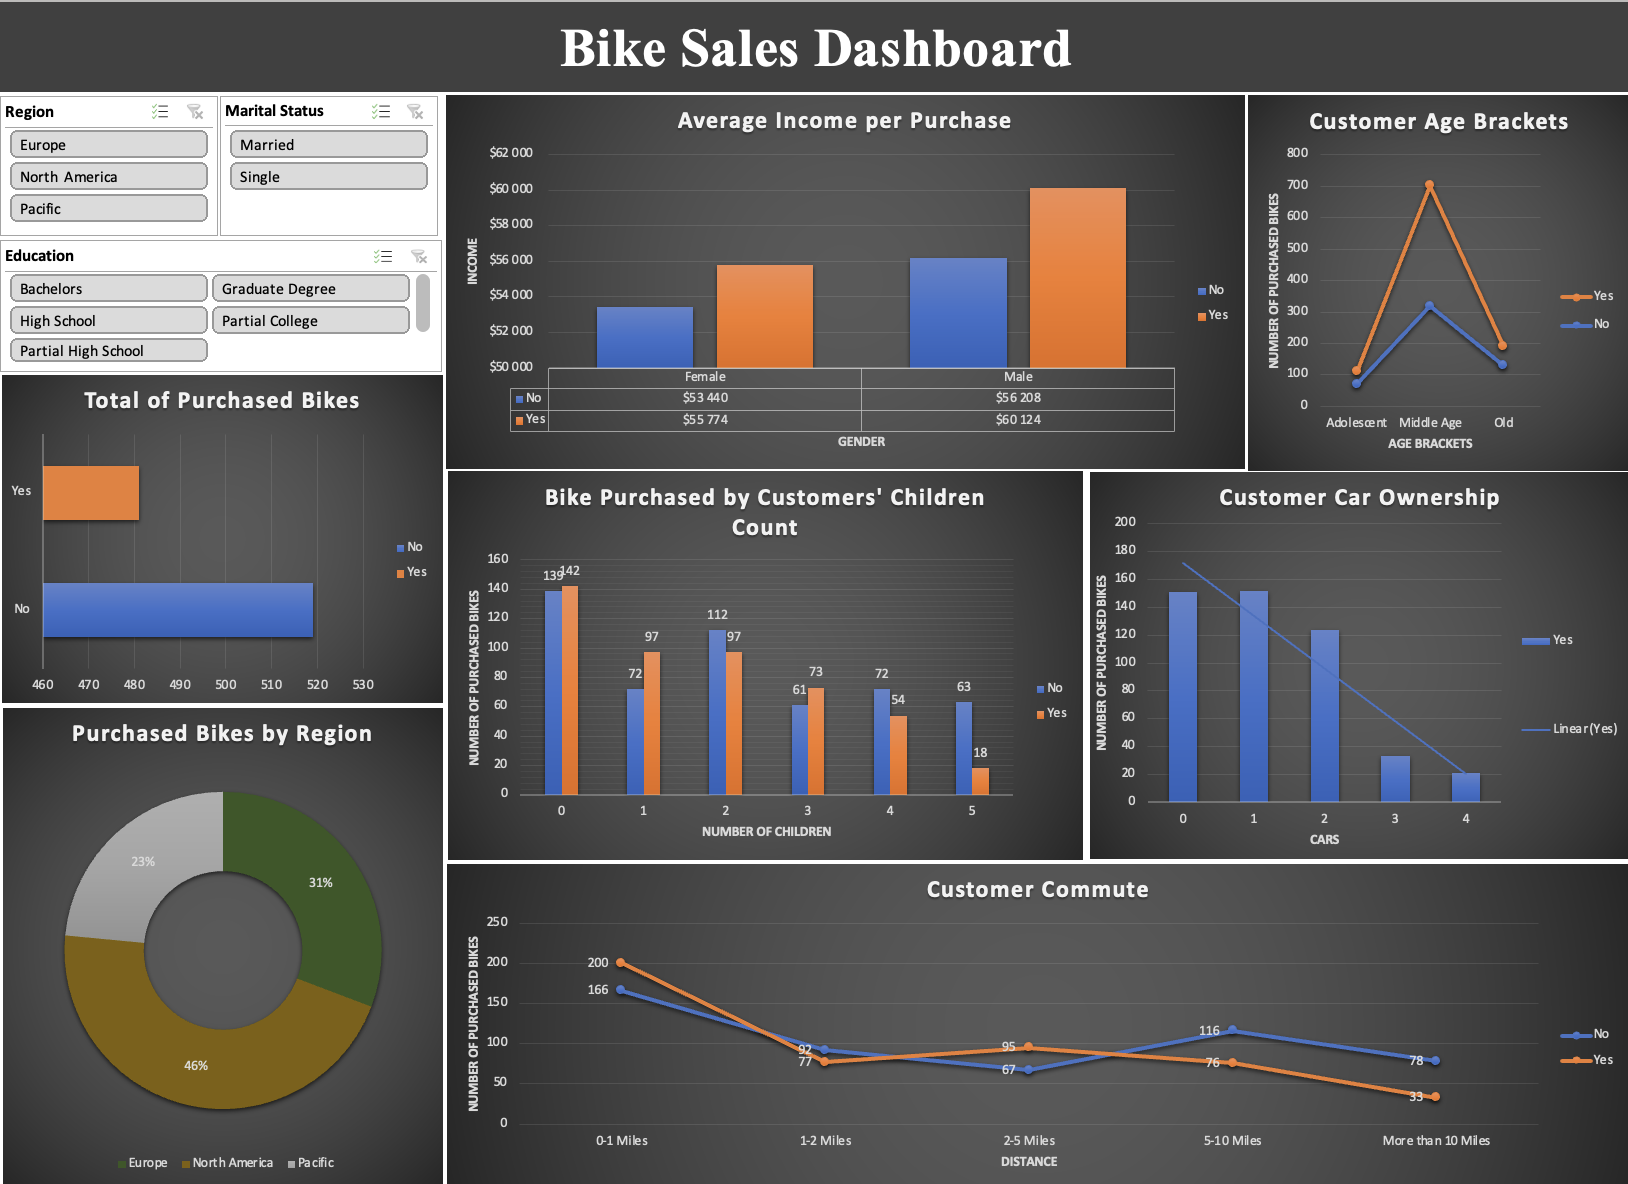 Bike Sales Dashboard
Region
Europe
North America
Pacific
Marital Status
Married
Single
Education
Bachelors
Graduate Degree
High School
Partial College
Partial High School
Total of Purchased Bikes
Yes
No
460 470 480 490 500 510 520 530
No
Yes
Purchased Bikes by Region
23%
31%
46%
Europe North America Pacific
Average Income per Purchase
INCOME
$62 000
$60 000
$58 000
$56 000
$54 000
$52 000
$50 000
Female Male
No $53 440 $56 208
Yes $55 774 $60 124
GENDER
No
Yes
Customer Age Brackets
NUMBER OF PURCHASED BIKES
800
700
600
500
400
300
200
100
0
Adolescent Middle Age Old
AGE BRACKETS
Yes
No
Bike Purchased by Customers' Children
Count
NUMBER OF PURCHASED BIKES
160
140
120
100
80
60
40
20
0
139 142
72 97
112 97
61 73
72 54
63 18
0 1 2 3 4 5
NUMBER OF CHILDREN
No
Yes
Customer Car Ownership
NUMBER OF PURCHASED BIKES
200
180
160
140
120
100
80
60
40
20
0
0 1 2 3 4
CARS
Yes
Linear (Yes)
Customer Commute
NUMBER OF PURCHASED BIKES
250
200
150
100
50
0
200
166
92
77
95
67
116
76
78
33
0-1 Miles 1-2 Miles 2-5 Miles 5-10 Miles More than 10 Miles
DISTANCE
No
Yes